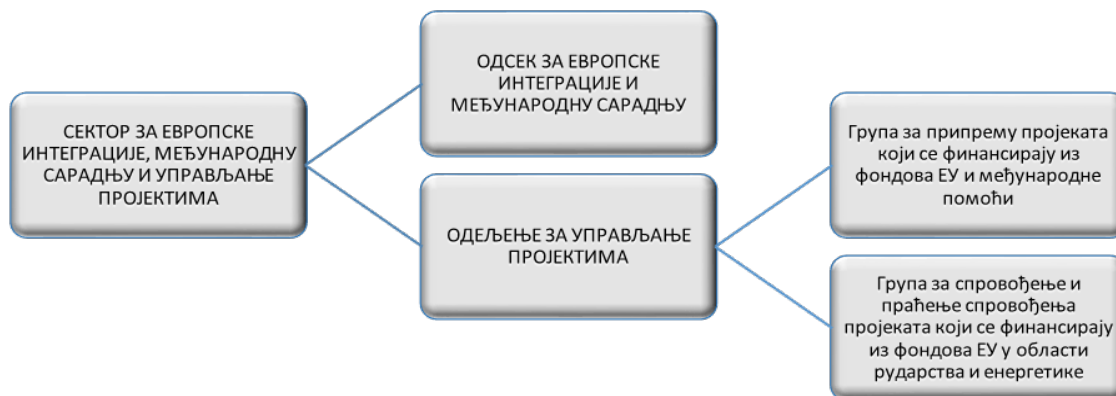 СЕКТОР ЗА ЕВРОПСКЕ
ИНТЕГРАЦИЈЕ, МЕЂУНАРОДНУ
САРАДЊУ И УПРАВЉАЊЕ
ПРОЈЕКТИМА
ОДСЕК ЗА ЕВРОПСКЕ
ИНТЕГРАЦИЈЕ И
МЕЂУНАРОДНУ САРАДЊУ
ОДЕЉЕЊЕ ЗА УПРАВЉАЊЕ
ПРОЈЕКТИМА
Група за припрему пројеката
који се финансирају из
фондова ЕУ и међународне
помоћи
Група за спровођење и
праћење спровођења
пројеката који се финансирају
из фондова ЕУ у области
рударства и енергетике